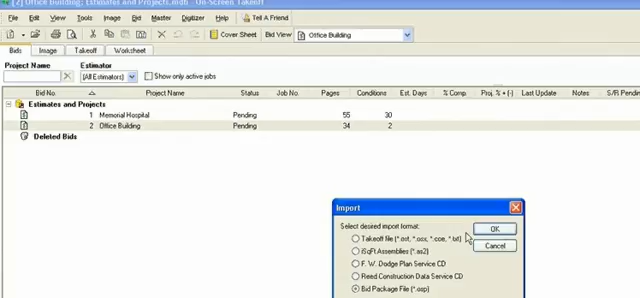 [2] Office Building: Estimates and Projects.mdb - On-Screen Takeoff
File Edit View Tools Image Bid Master Digitizer Help Tell A Friend
Cover Sheet Bid View Office Building
Bids Image Takeoff Worksheet
Project Name Estimator
[All Estimators] Show only active jobs
Bid No. Project Name Status Job No. Pages Conditions Est. Days % Comp. Proj. % + (-) Last Update Notes S/R Pending
Estimates and Projects
1 Memorial Hospital Pending 55 30
2 Office Building Pending 34 2
Deleted Bids
Import
Select desired import format:
OK
Takeoff file (*.ost, *.osx, *.coe, *.txt)
Cancel
iSqFt Assemblies (*.as2)
F. W. Dodge Plan Service CD
Reed Construction Data Service CD
Bid Package File (*.osp)